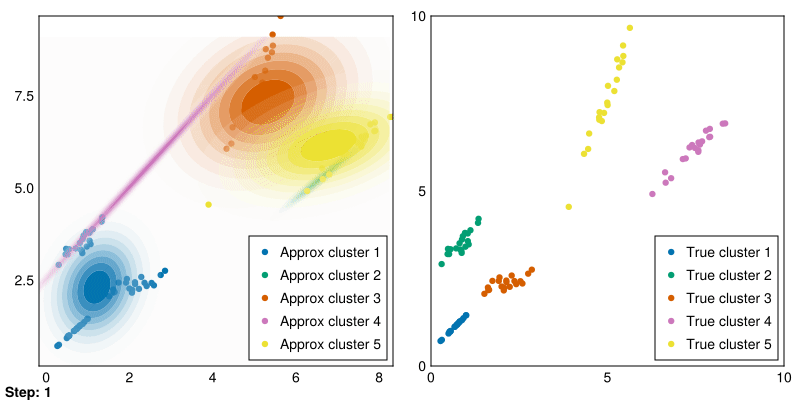 7.5
5.0
2.5
0
2
4
6
8
Approx cluster 1
Approx cluster 2
Approx cluster 3
Approx cluster 4
Approx cluster 5
10
5
0
0
5
10
True cluster 1
True cluster 2
True cluster 3
True cluster 4
True cluster 5
Step: 1